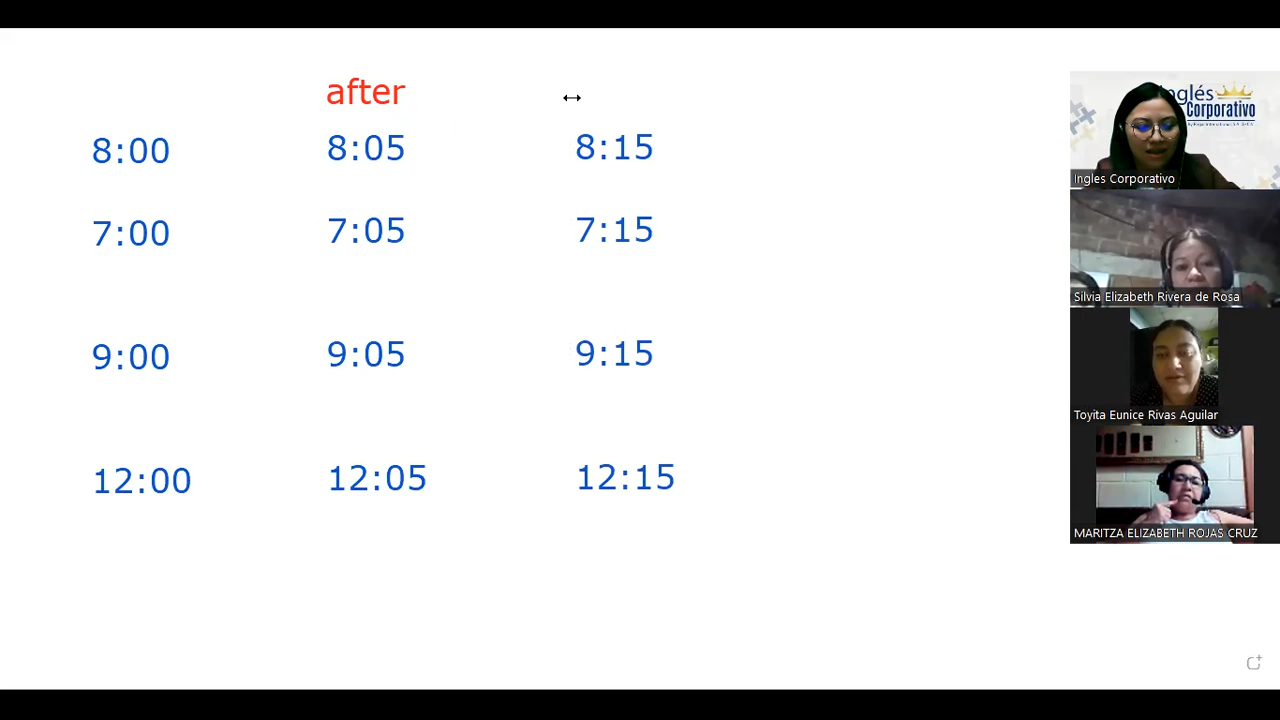 after
8:00 8:05 8:15
7:00 7:05 7:15
9:00 9:05 9:15
12:00 12:05 12:15
Inglés
Corporativo
Ingles Corporativo
Silvia Elizabeth Rivera de Rosa
Toyita Eunice Rivas Aguilar
MARITZA ELIZABETH ROJAS CRUZ